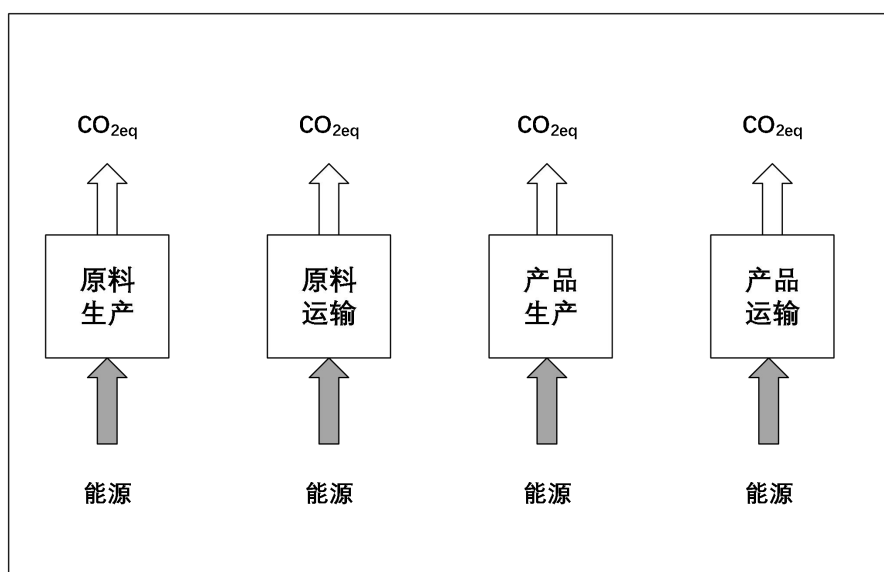 CO₂eq CO₂eq CO₂eq CO₂eq
原料 原料 产品 产品
生产 运输 生产 运输
能源 能源 能源 能源